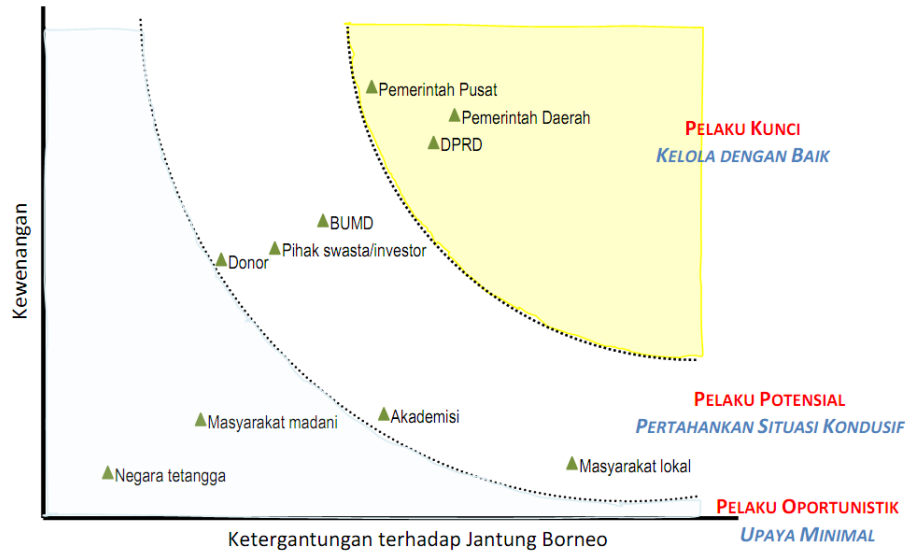 Pemerintah Pusat
Pemerintah Daerah
DPRD
PELAKU KUNCI
KELOLA DENGAN BAIK
BUMD
Pihak swasta/investor
Donor
Kewenangan
PELAKU POTENSIAL
PERTAHANKAN SITUASI KONDUSIF
Masyarakat madani
Akademisi
Masyarakat lokal
Negara tetangga
PELAKU OPORTUNISTIK
UPAYA MINIMAL
Ketergantungan terhadap Jantung Borneo